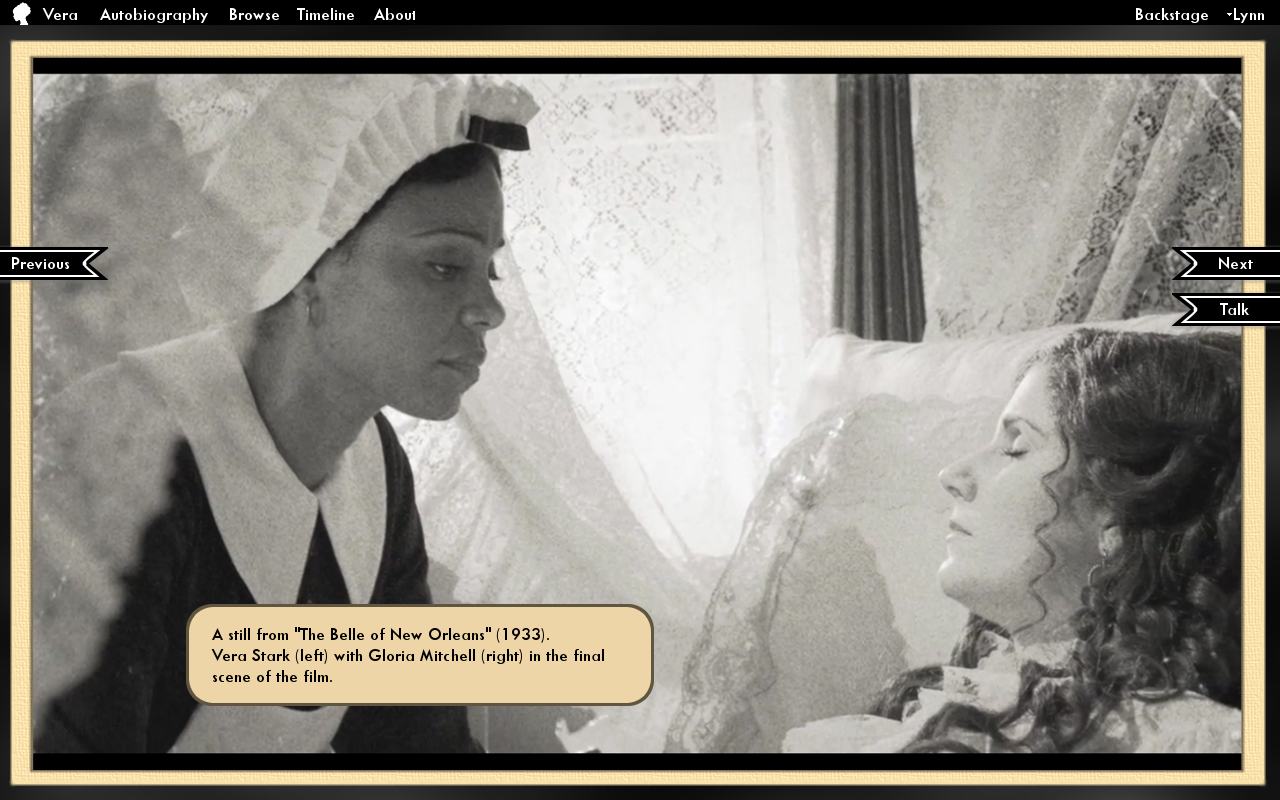 Vera Autobiography Browse Timeline About Backstage Lynn
Previous
Next
Talk
A still from "The Belle of New Orleans" (1933).
Vera Stark (left) with Gloria Mitchell (right) in the final
scene of the film.